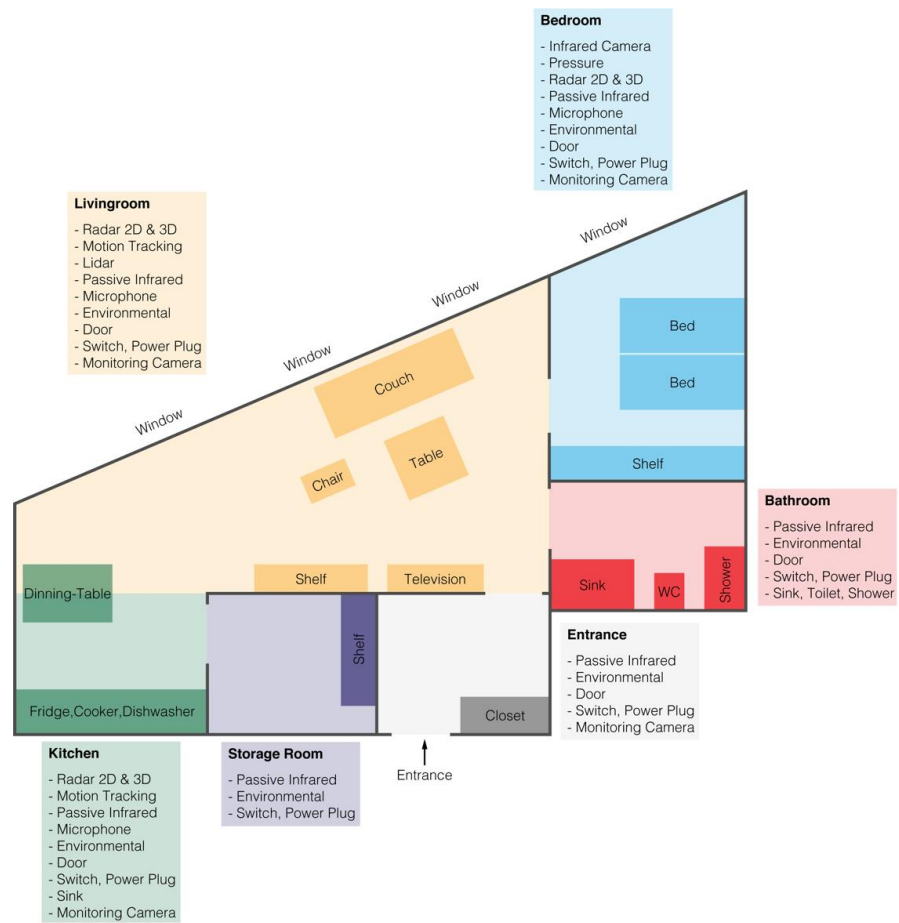 Bedroom
- Infrared Camera
- Pressure
- Radar 2D & 3D
- Passive Infrared
- Microphone
- Environmental
- Door
- Switch, Power Plug
- Monitoring Camera
Livingroom
- Radar 2D & 3D
- Motion Tracking
- Lidar
- Passive Infrared
- Microphone
- Environmental
- Door
- Switch, Power Plug
- Monitoring Camera
Window
Window
Window
Window
Bed
Bed
Shelf
Couch
Table
Chair
Shelf
Television
Dinning-Table
Shelf
Fridge,Cooker,Dishwasher
Closet
Sink
WC
Shower
Bathroom
- Passive Infrared
- Environmental
- Door
- Switch, Power Plug
- Sink, Toilet, Shower
Entrance
- Passive Infrared
- Environmental
- Door
- Switch, Power Plug
- Monitoring Camera
Entrance
Kitchen
- Radar 2D & 3D
- Motion Tracking
- Passive Infrared
- Microphone
- Environmental
- Door
- Switch, Power Plug
- Sink
- Monitoring Camera
Storage Room
- Passive Infrared
- Environmental
- Switch, Power Plug